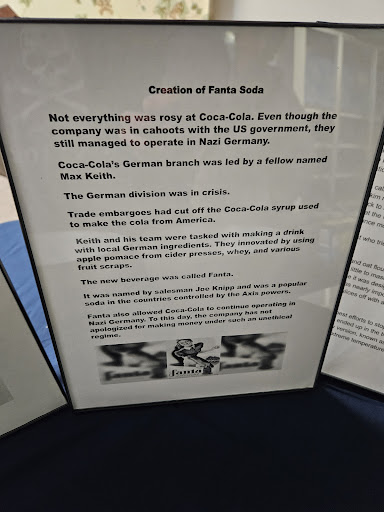 Creation of Fanta Soda
Not everything was rosy at Coca-Cola. Even though the
company was in cahoots with the US government, they
still managed to operate in Nazi Germany.
Coca-Cola's German branch was led by a fellow named
Max Keith.
The German division was in crisis.
Trade embargoes had cut off the Coca-Cola syrup used
to make the cola from America.
Keith and his team were tasked with making a drink
with local German ingredients. They innovated by using
apple pomace from cider presses, whey, and various
fruit scraps.
The new beverage was called Fanta.
It was named by salesman Joe Knipp and was a popular
soda in the countries controlled by the Axis powers.
Fanta also allowed Coca-Cola to continue operating in
Nazi Germany. To this day, the company has not
apologized for making money under such an unethical
regime.
fanta